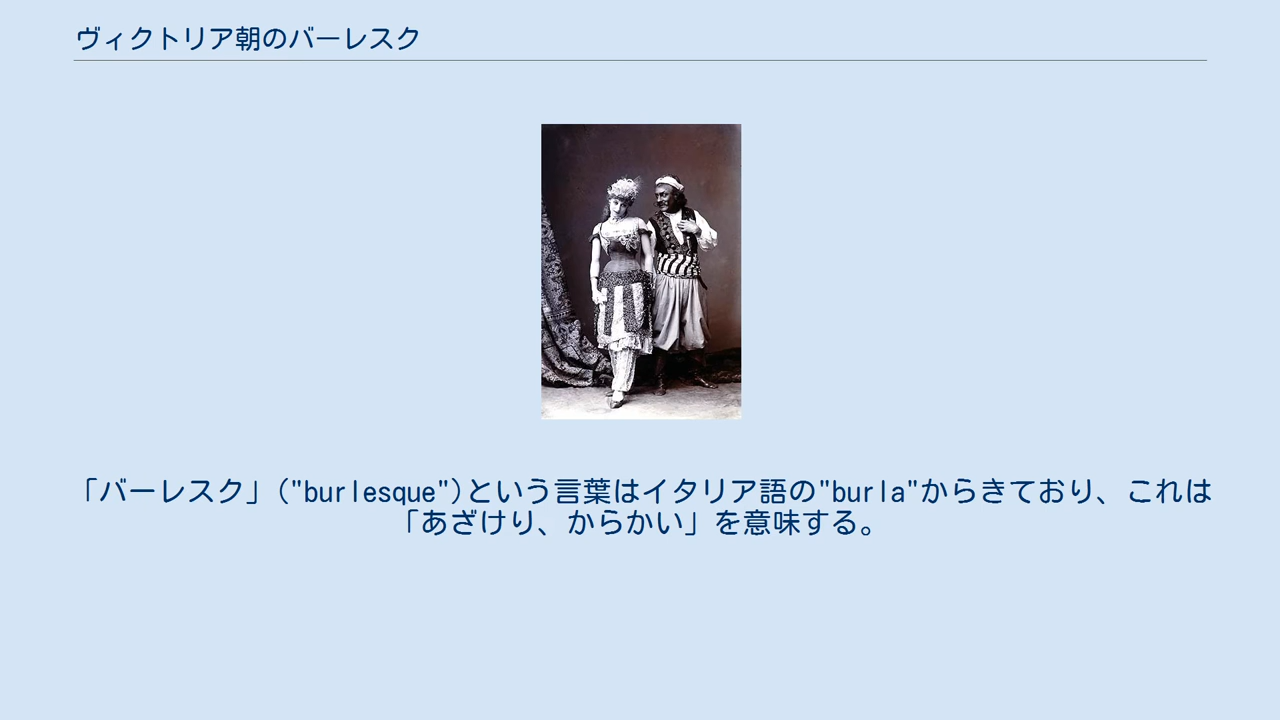 ヴィクトリア朝のバーレスク
「バーレスク」("burlesque")という言葉はイタリア語の"burla"からきており、これは
「あざけり、からかい」を意味する。